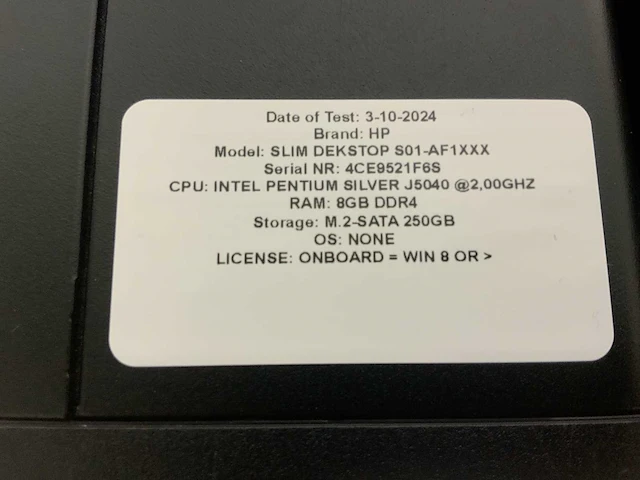 Date of Test: 3-10-2024
Brand: HP
Model: SLIM DEKSTOP S01-AF1XXX
Serial NR: 4CE9521F6S
CPU: INTEL PENTIUM SILVER J5040 @2,00GHZ
RAM: 8GB DDR4
Storage: M.2-SATA 250GB
OS: NONE
LICENSE: ONBOARD = WIN 8 OR >